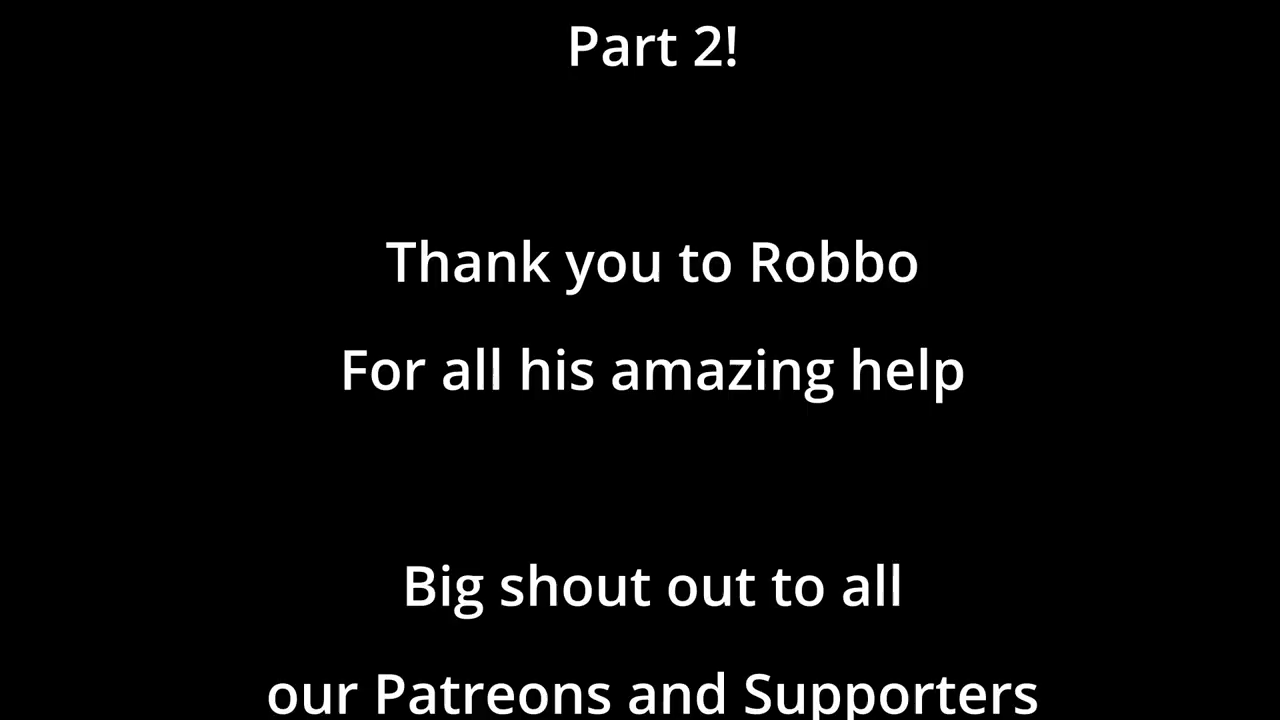 Part 2!
Thank you to Robbo
For all his amazing help
Big shout out to all
our Patreons and Supporters